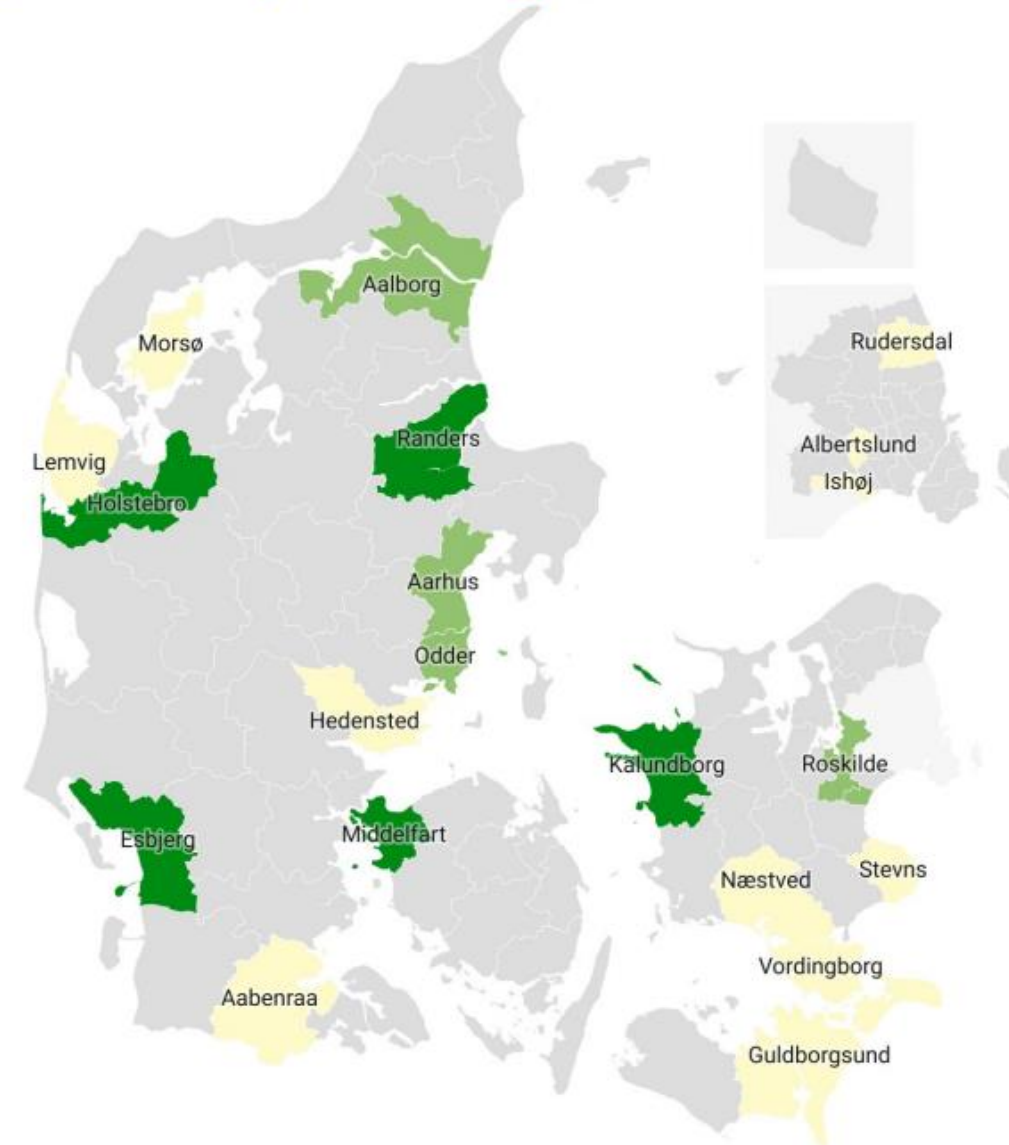 Aalborg
Morsø
Rudersdal
Randers
Albertslund
Lemvig
Ishøj
Holstebro
Aarhus
Odder
Hedensted
Kalundborg
Roskilde
Esbjerg
Middelfart
Stevns
Næstved
Vordingborg
Aabenraa
Guldborgsund